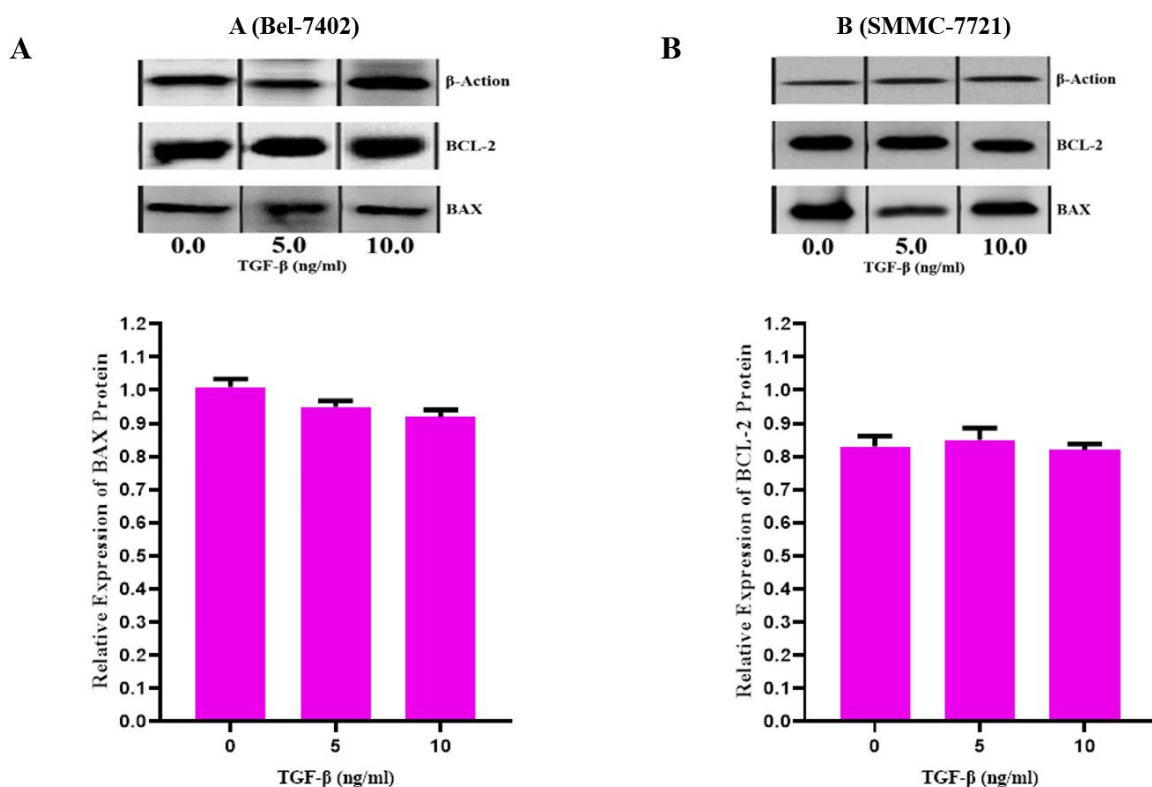 A
A (Bel-7402)
β-Action
BCL-2
BAX
0.0 5.0 10.0
TGF-β (ng/ml)
Relative Expression of BAX Protein
1.2
1.1
1.0
0.9
0.8
0.7
0.6
0.5
0.4
0.3
0.2
0.1
0.0
0 5 10
TGF-β (ng/ml)
B
B (SMMC-7721)
β-Action
BCL-2
BAX
0.0 5.0 10.0
TGF-β (ng/ml)
Relative Expression of BCL-2 Protein
1.2
1.1
1.0
0.9
0.8
0.7
0.6
0.5
0.4
0.3
0.2
0.1
0.0
0 5 10
TGF-β (ng/ml)